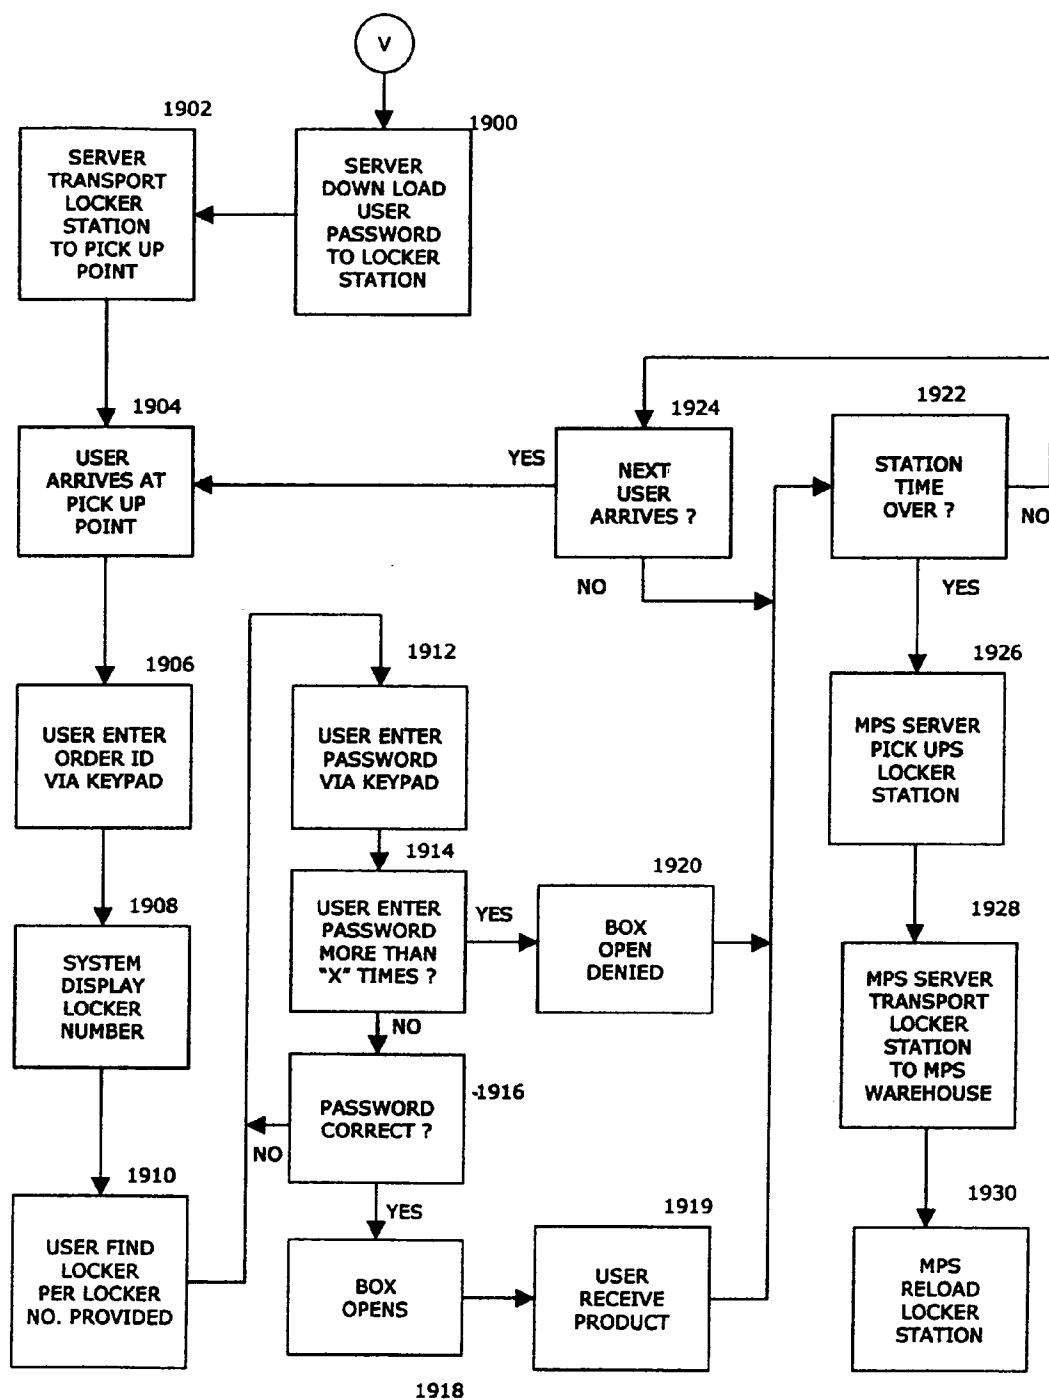 V
1902
1900
SERVER
TRANSPORT
LOCKER
STATION
TO PICK UP
POINT
SERVER
DOWN LOAD
USER
PASSWORD
TO LOCKER
STATION
1904
USER
ARRIVES AT
PICK UP
POINT
YES
1924
NEXT
USER
ARRIVES ?
NO
1922
STATION
TIME
OVER ?
NO
YES
1906
USER ENTER
ORDER ID
VIA KEYPAD
1912
USER ENTER
PASSWORD
VIA KEYPAD
1926
MPS SERVER
PICK UPS
LOCKER
STATION
1908
SYSTEM
DISPLAY
LOCKER
NUMBER
1914
USER ENTER
PASSWORD
MORE THAN
"X" TIMES ?
YES
NO
1920
BOX
OPEN
DENIED
1928
MPS SERVER
TRANSPORT
LOCKER
STATION
TO MPS
WAREHOUSE
1916
PASSWORD
CORRECT ?
NO
YES
1910
USER FIND
LOCKER
PER LOCKER
NO. PROVIDED
BOX
OPENS
1918
1919
USER
RECEIVE
PRODUCT
1930
MPS
RELOAD
LOCKER
STATION